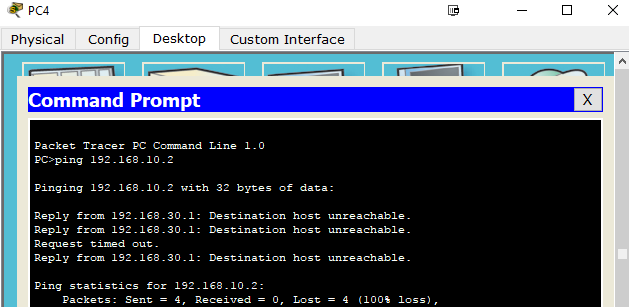 PC4
Physical Config Desktop Custom Interface
Command Prompt X
Packet Tracer PC Command Line 1.0
PC>ping 192.168.10.2
Pinging 192.168.10.2 with 32 bytes of data:
Reply from 192.168.30.1: Destination host unreachable.
Reply from 192.168.30.1: Destination host unreachable.
Request timed out.
Reply from 192.168.30.1: Destination host unreachable.
Ping statistics for 192.168.10.2:
Packets: Sent = 4, Received = 0, Lost = 4 (100% loss),